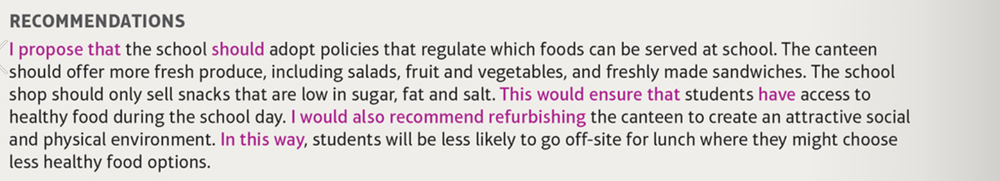 RECOMMENDATIONS
I propose that the school should adopt policies that regulate which foods can be served at school. The canteen
should offer more fresh produce, including salads, fruit and vegetables, and freshly made sandwiches. The school
shop should only sell snacks that are low in sugar, fat and salt. This would ensure that students have access to
healthy food during the school day. I would also recommend refurbishing the canteen to create an attractive social
and physical environment. In this way, students will be less likely to go off-site for lunch where they might choose
less healthy food options.